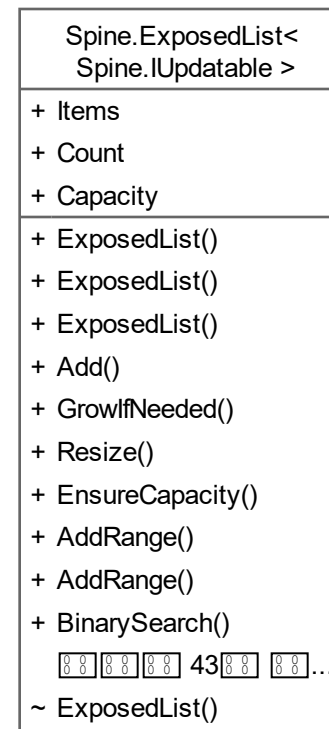 Spine.ExposedList<
Spine.IUpdatable >
+ Items
+ Count
+ Capacity
+ ExposedList()
+ ExposedList()
+ ExposedList()
+ Add()
+ GrowIfNeeded()
+ Resize()
+ EnsureCapacity()
+ AddRange()
+ AddRange()
+ BinarySearch()
43 ...
~ ExposedList()